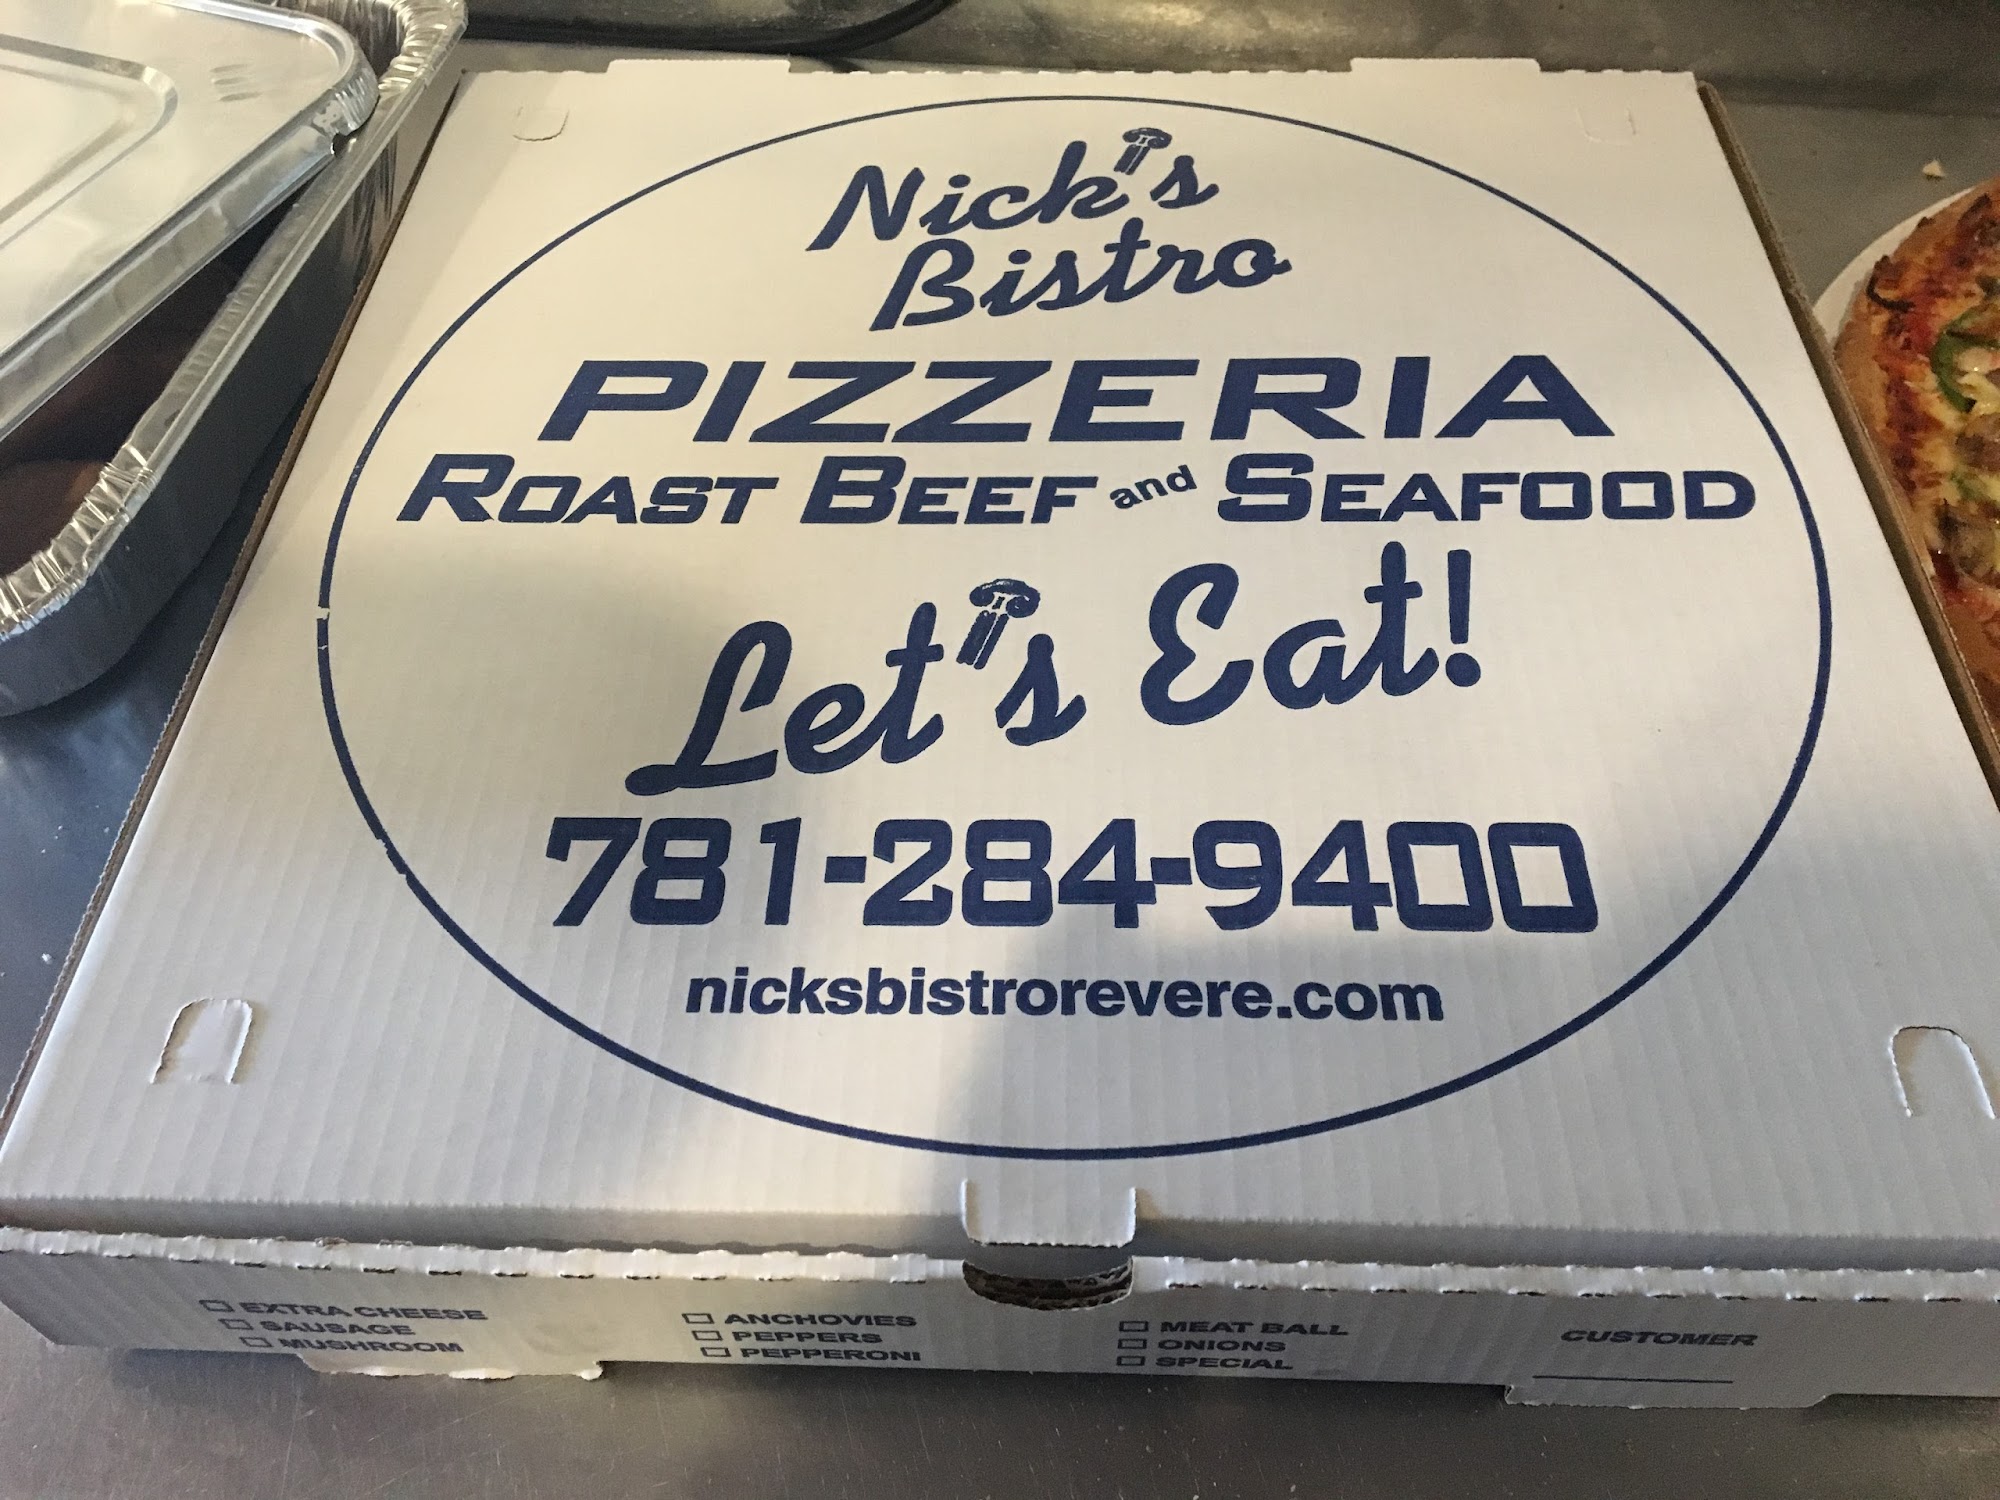 Nick's
Bistro
PIZZERIA
ROAST BEEF and SEAFOOD
Let's Eat!
781-284-9400
nicksbistrorevere.com
EXTRA CHEESE
SAUSAGE
MUSHROOM
ANCHOVIES
PEPPERS
PEPPERONI
MEAT BALL
ONIONS
SPECIAL
CUSTOMER